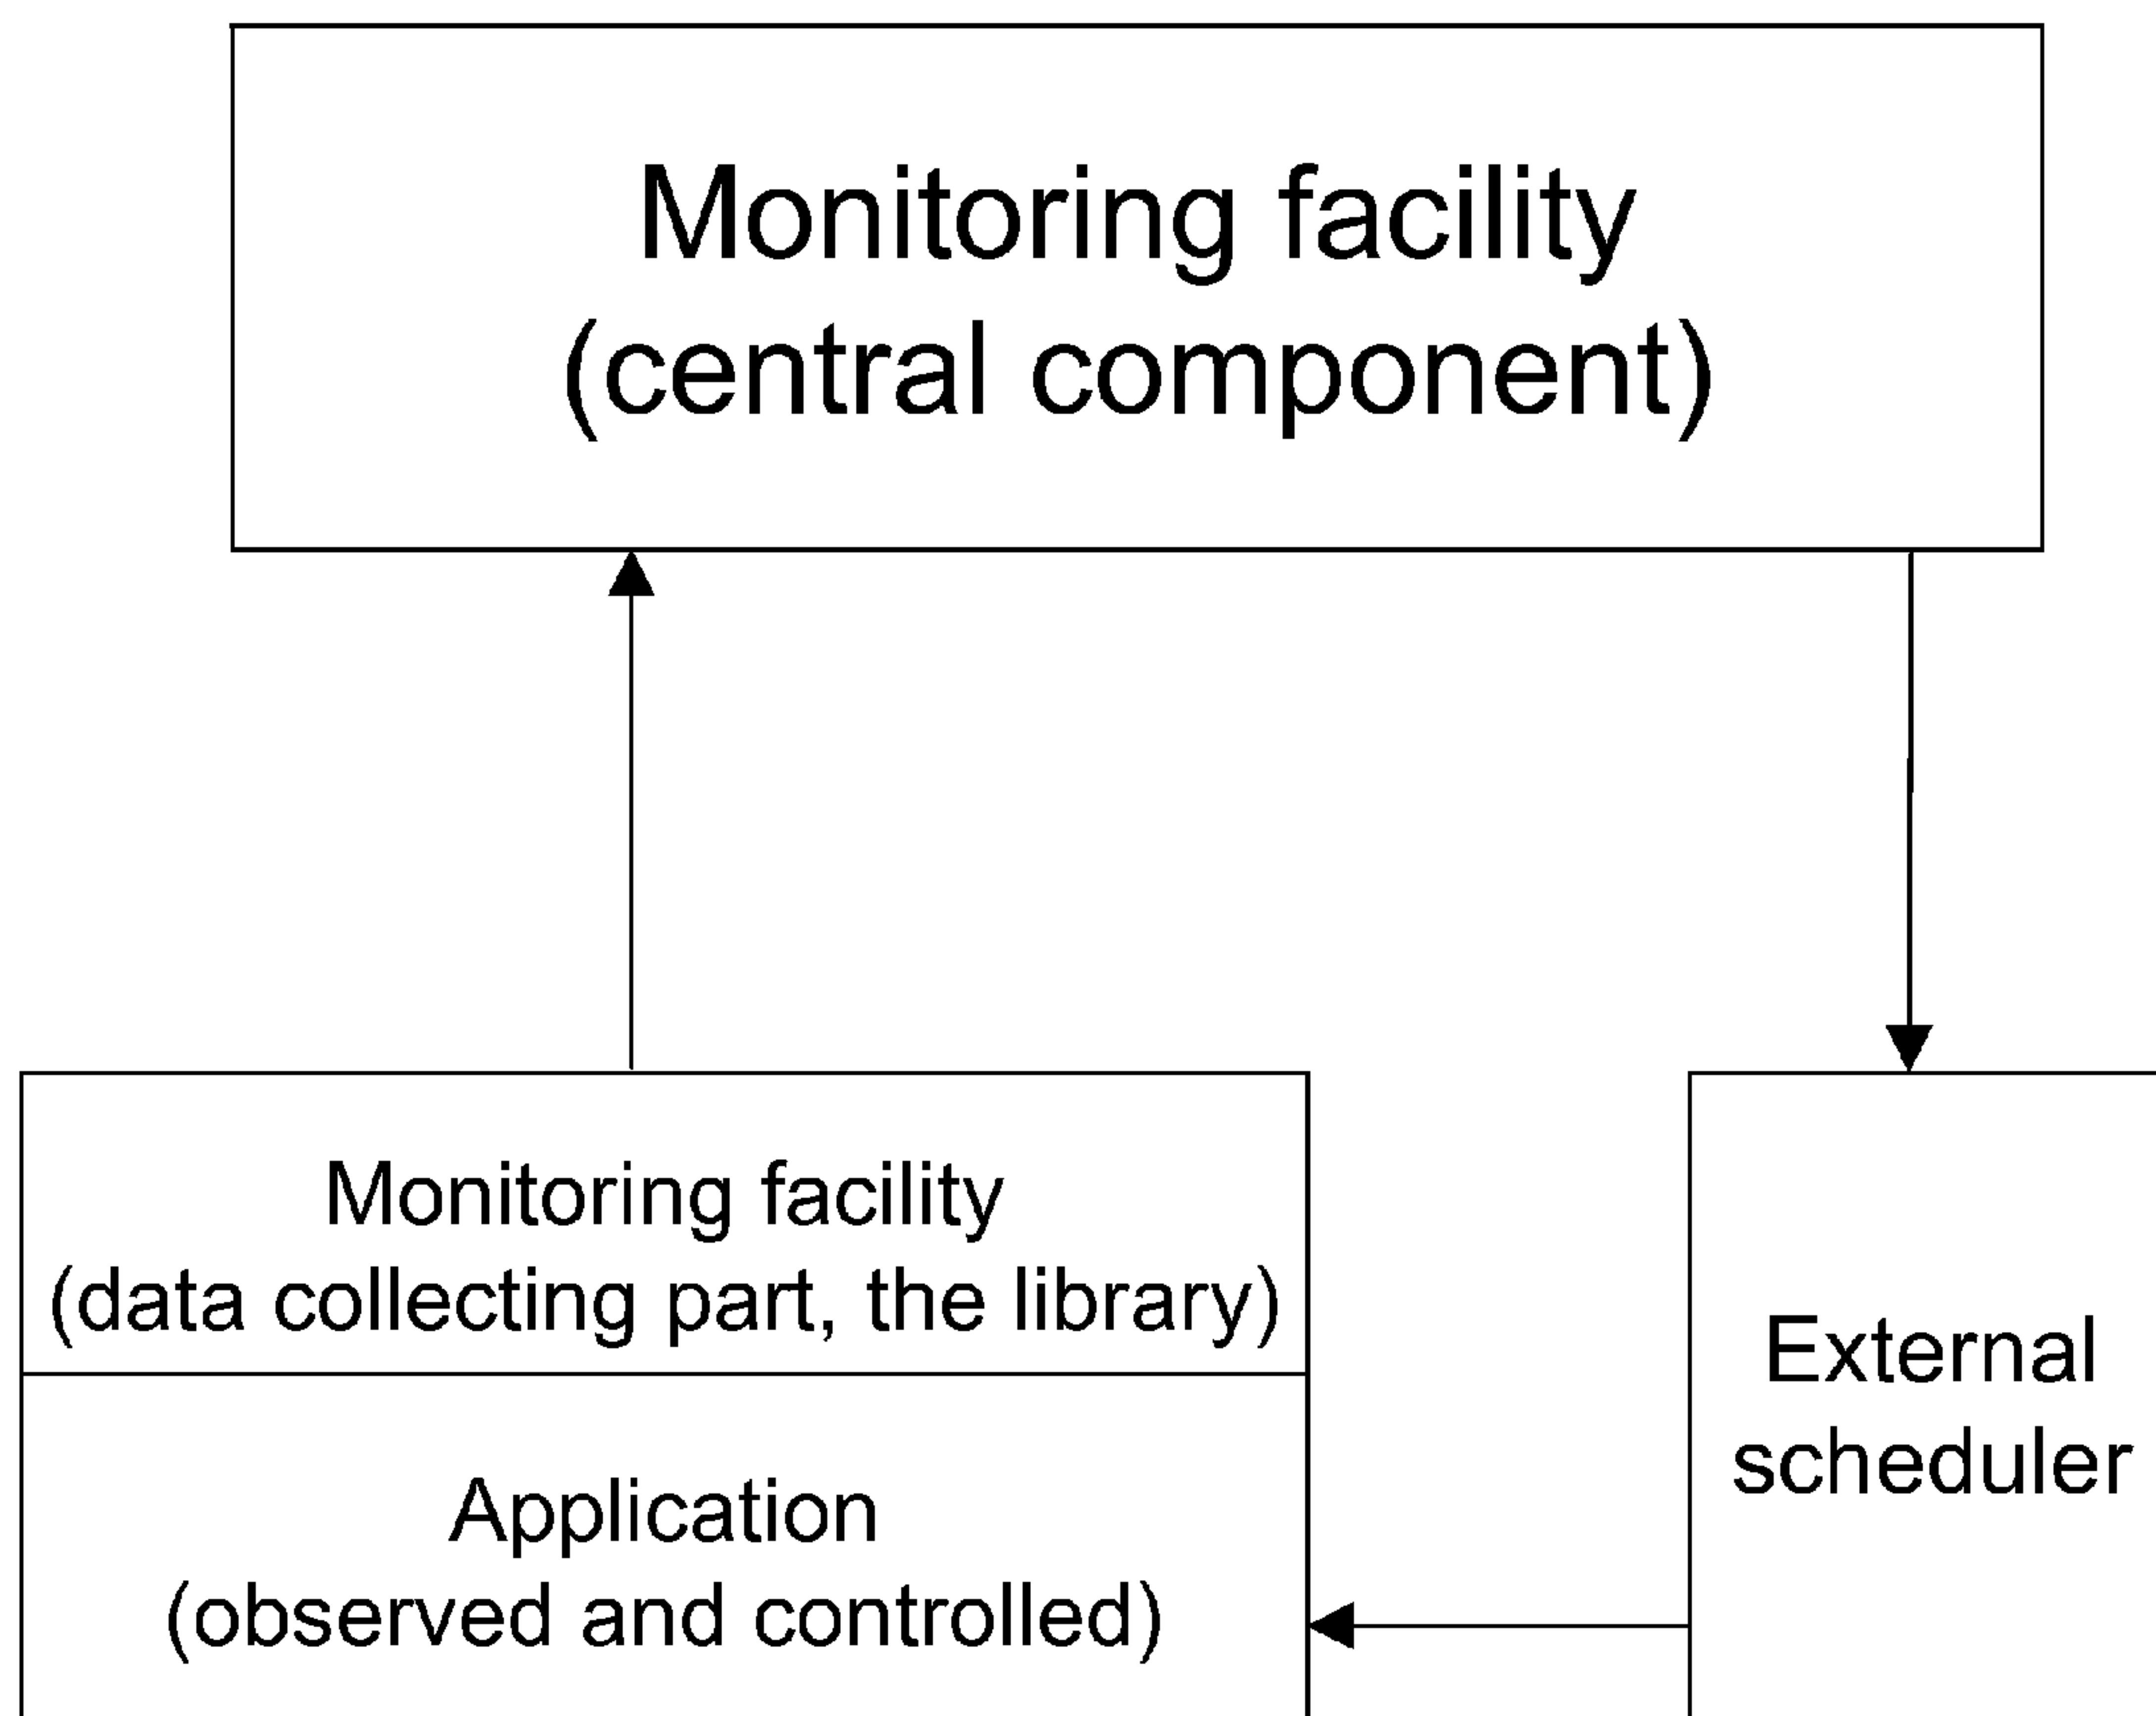 Monitoring facility
(central component)
Monitoring facility
(data collecting part, the library)
Application
(observed and controlled)
External
scheduler